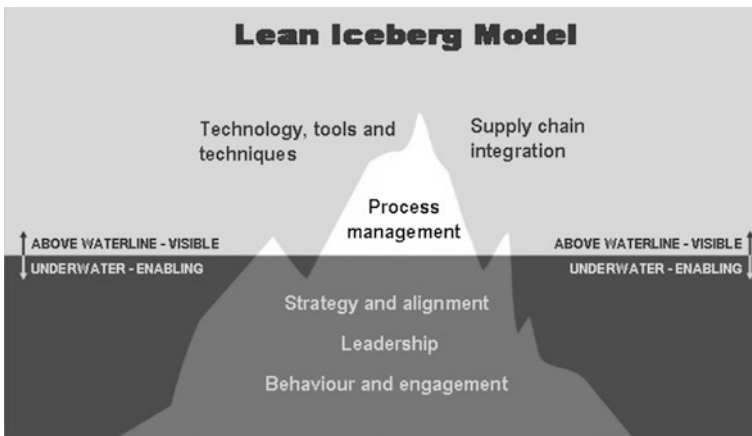 Lean Iceberg Model
Technology, tools and
techniques
Supply chain
integration
Process
management
ABOVE WATERLINE - VISIBLE
UNDERWATER - ENABLING
ABOVE WATERLINE - VISIBLE
UNDERWATER - ENABLING
Strategy and alignment
Leadership
Behaviour and engagement